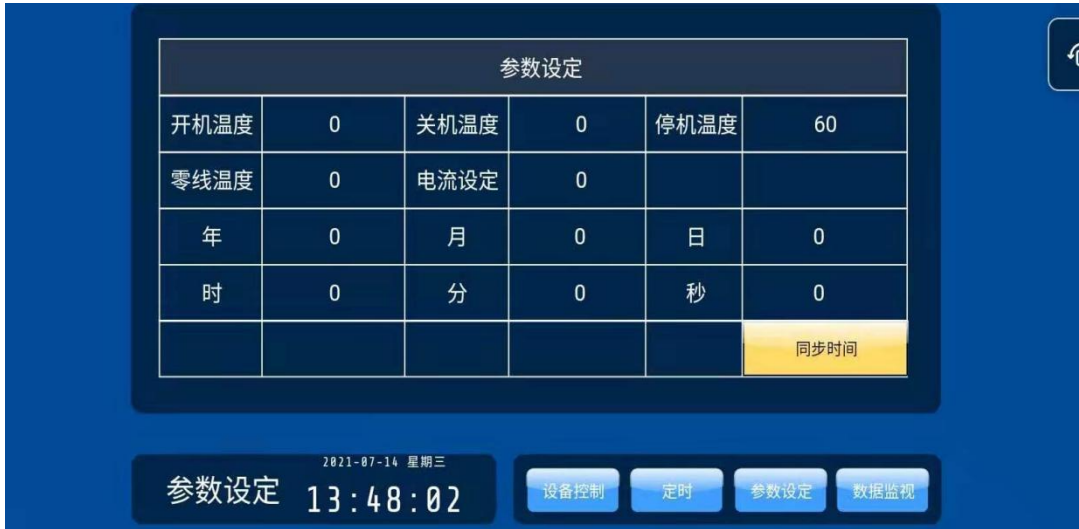 参数设定
开机温度 0 关机温度 0 停机温度 60
零线温度 0 电流设定 0
年 0 月 0 日 0
时 0 分 0 秒 0
同步时间
2021-07-14 星期三
参数设定 13:48:02
设备控制 定时 参数设定 数据监视